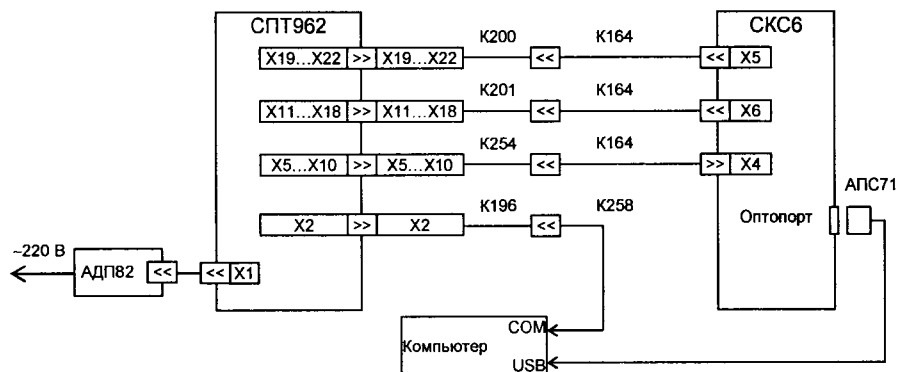 СПТ962
СКС6
К200
К164
X19...X22 >> X19...X22
<<
<< X5
К201
К164
X11...X18 >> X11...X18
<<
<< X6
К254
К164
X5...X10 >> X5...X10
<<
>> X4
АПС71
К196
К258
Оптопорт
X2 >> X2
<<
~220 В
АДП82 <<
<< X1
COM
Компьютер
USB